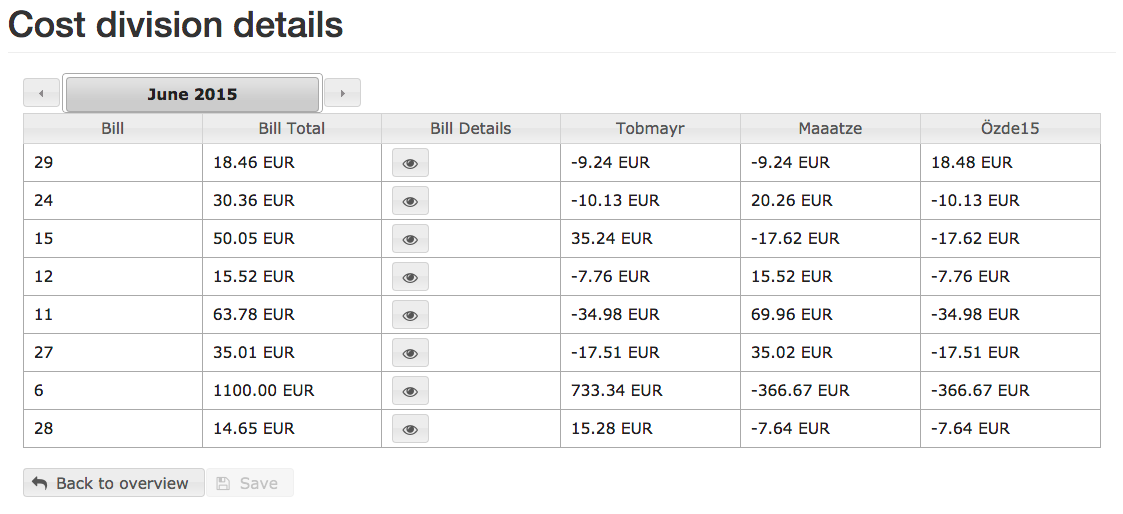 Cost division details
June 2015
Bill Bill Total Bill Details Tobmayr Maaatze Özde15
29 18.46 EUR -9.24 EUR -9.24 EUR 18.48 EUR
24 30.36 EUR -10.13 EUR 20.26 EUR -10.13 EUR
15 50.05 EUR 35.24 EUR -17.62 EUR -17.62 EUR
12 15.52 EUR -7.76 EUR 15.52 EUR -7.76 EUR
11 63.78 EUR -34.98 EUR 69.96 EUR -34.98 EUR
27 35.01 EUR -17.51 EUR 35.02 EUR -17.51 EUR
6 1100.00 EUR 733.34 EUR -366.67 EUR -366.67 EUR
28 14.65 EUR 15.28 EUR -7.64 EUR -7.64 EUR
Back to overview Save